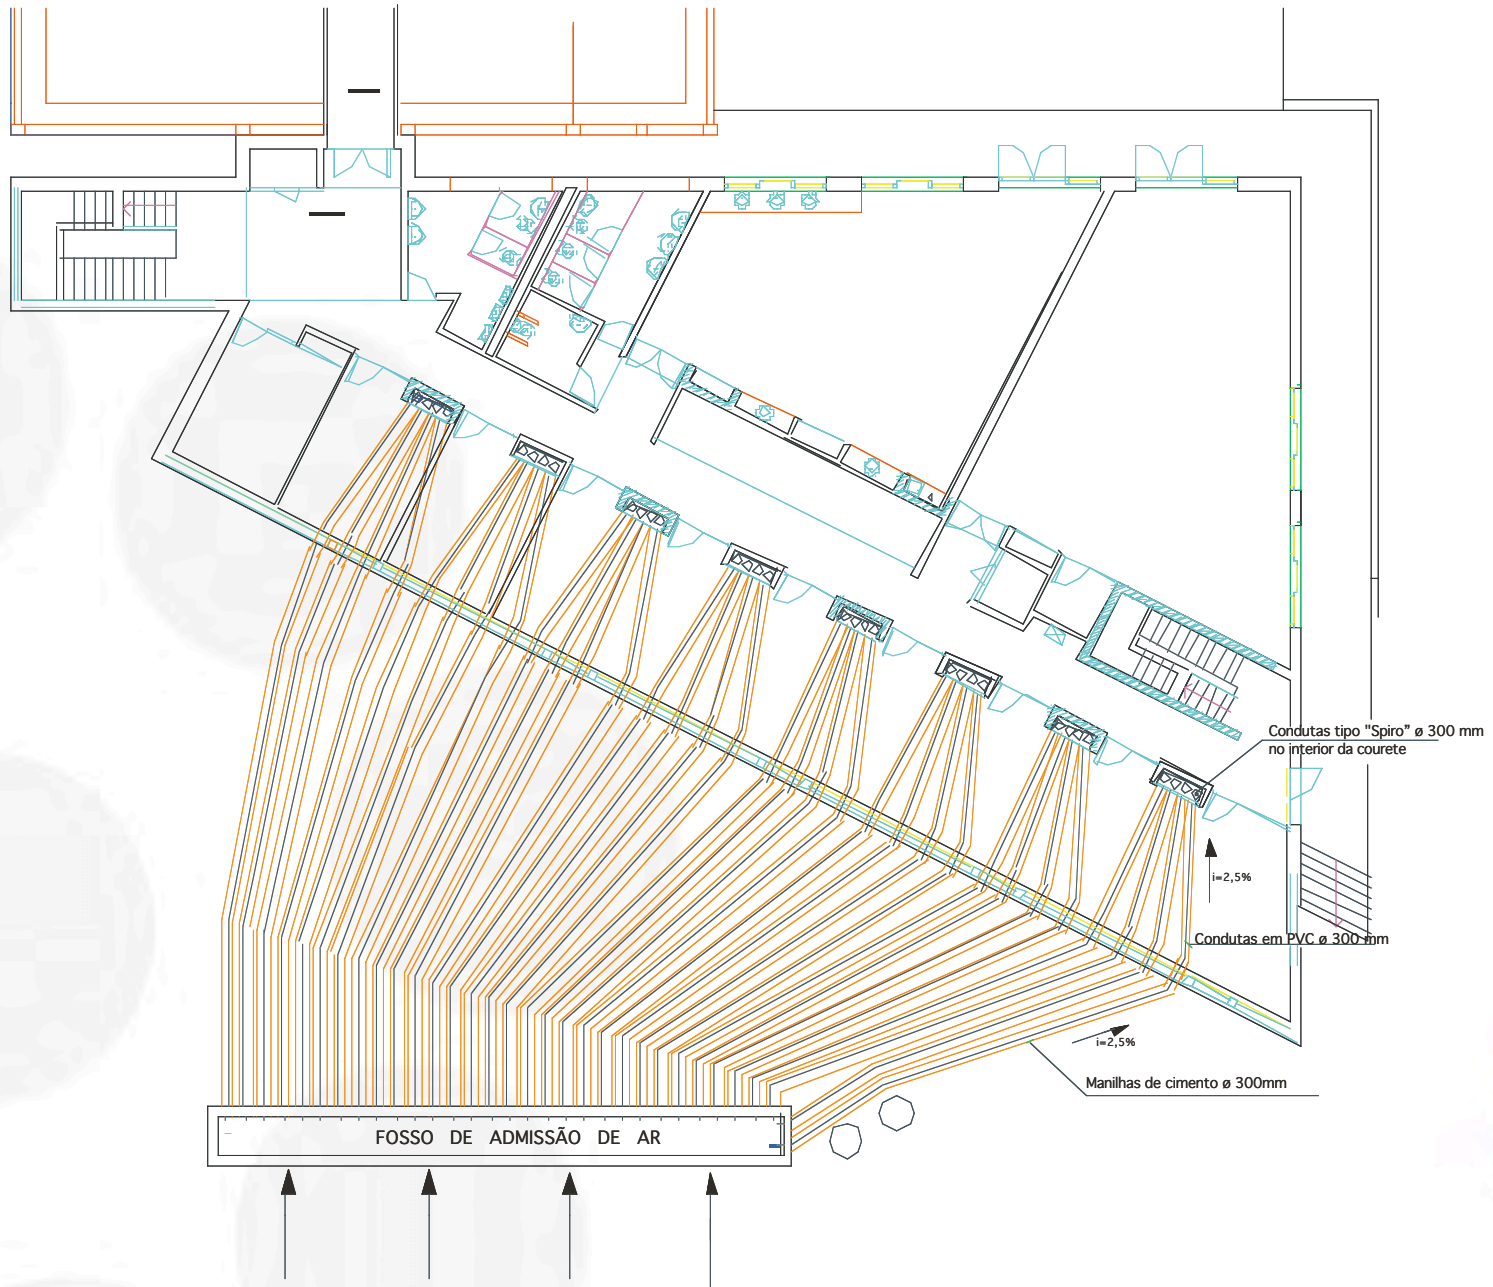 Condutas tipo "Spiro” ø 300 mm
no interior da courete
i=2,5%
Condutas em PVC ø 300 mm
i=2,5%
Manilhas de cimento ø 300mm
FOSSO DE ADMISSÃO DE AR